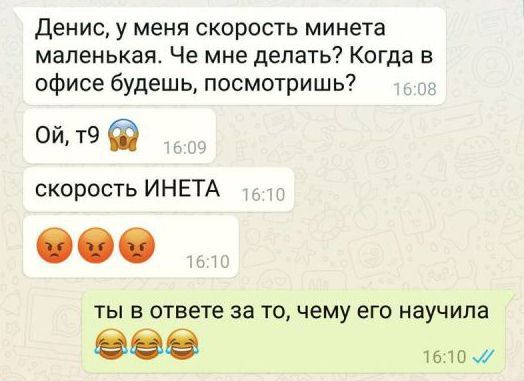 Денис, у меня скорость минета
маленькая. Че мне делать? Когда в
офисе будешь, посмотришь?
16:08
Ой, т9 😱
16:09
скорость ИНЕТА
16:10
😡😡😡
16:10
ты в ответе за то, чему его научила
😂😂😂
16:10